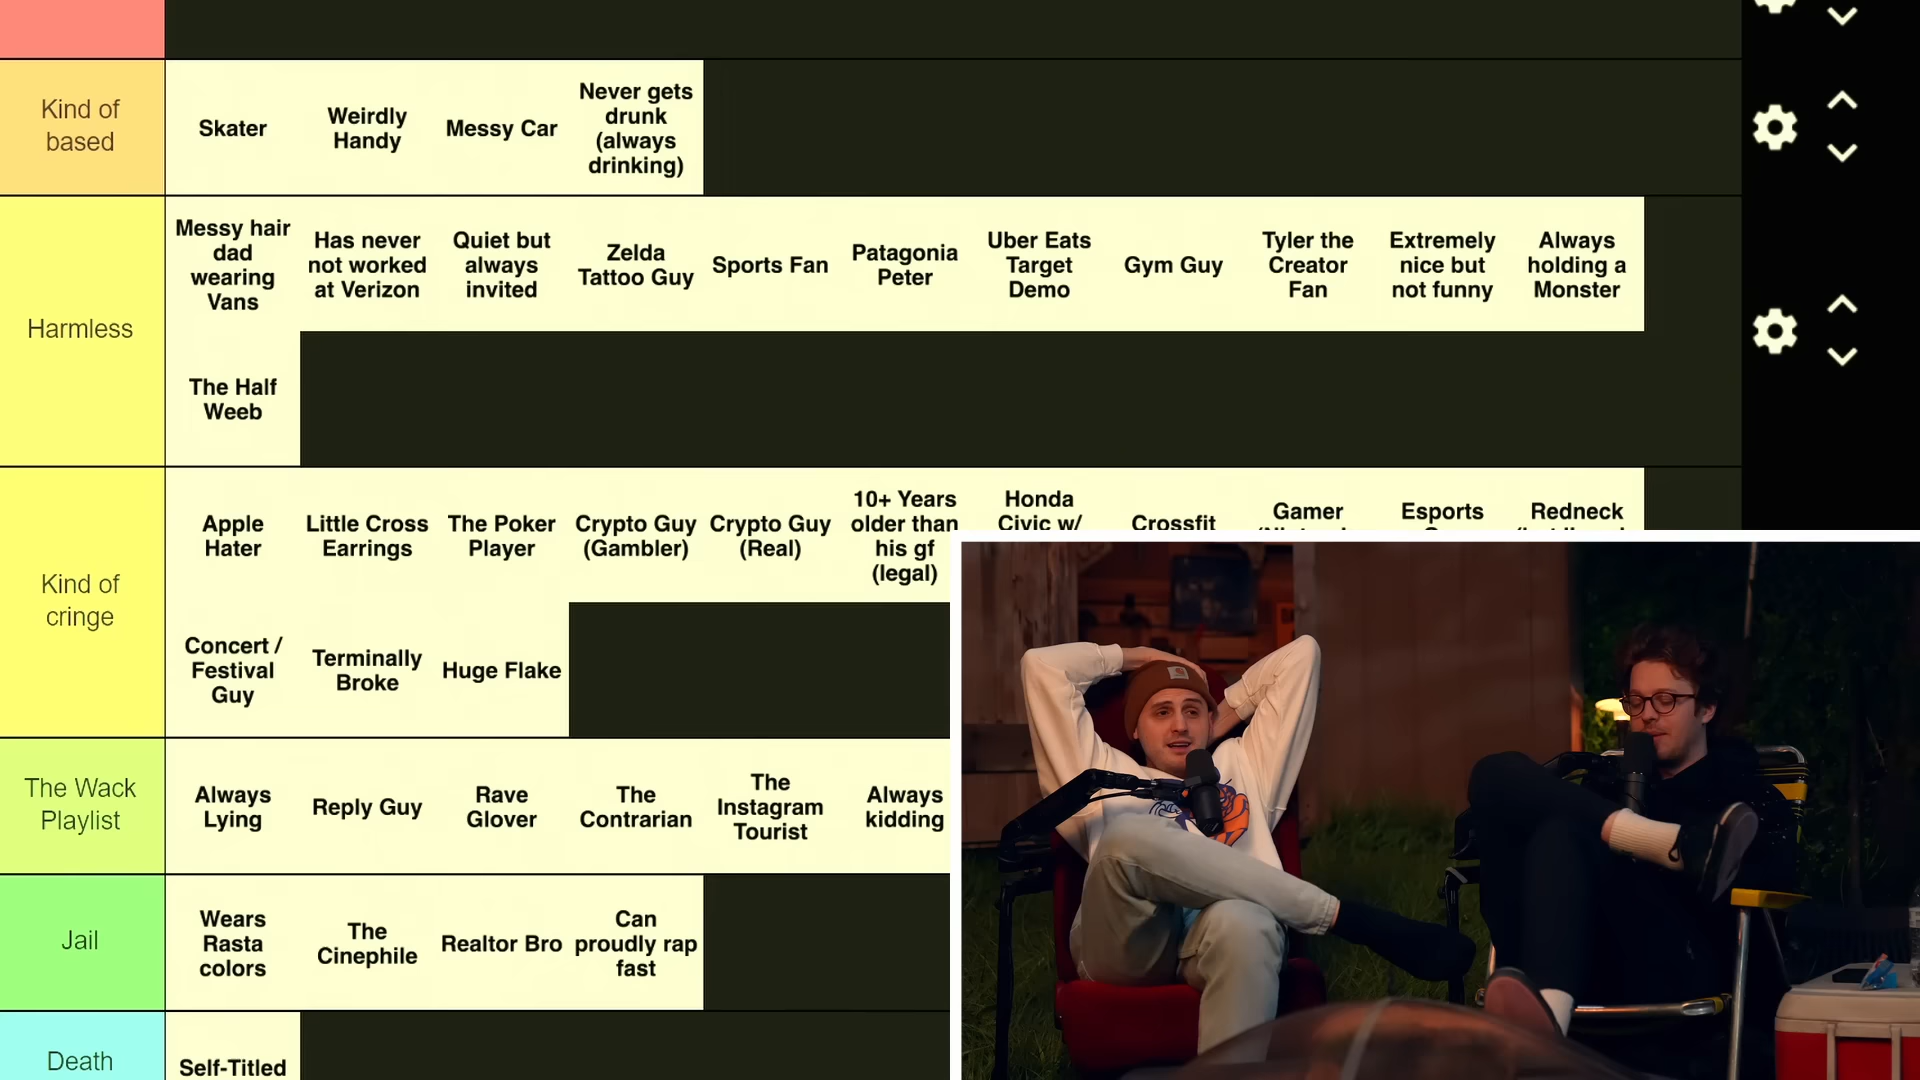 Kind of
based
Skater
Weirdly
Handy
Messy Car
Never gets
drunk
(always
drinking)
Harmless
Messy hair
dad
wearing
Vans
Has never
not worked
at Verizon
Quiet but
always
invited
Zelda
Tattoo Guy
Sports Fan
Patagonia
Peter
Uber Eats
Target
Demo
Gym Guy
Tyler the
Creator
Fan
Extremely
nice but
not funny
Always
holding a
Monster
The Half
Weeb
Kind of
cringe
Apple
Hater
Little Cross
Earrings
The Poker
Player
Crypto Guy
(Gambler)
Crypto Guy
(Real)
10+ Years
older than
his gf
(legal)
Honda
Civic w/
Crossfit
Gamer
Esports
Redneck
Concert /
Festival
Guy
Terminally
Broke
Huge Flake
The Wack
Playlist
Always
Lying
Reply Guy
Rave
Glover
The
Contrarian
The
Instagram
Tourist
Always
kidding
Jail
Wears
Rasta
colors
The
Cinephile
Realtor Bro
Can
proudly rap
fast
Death
Self-Titled